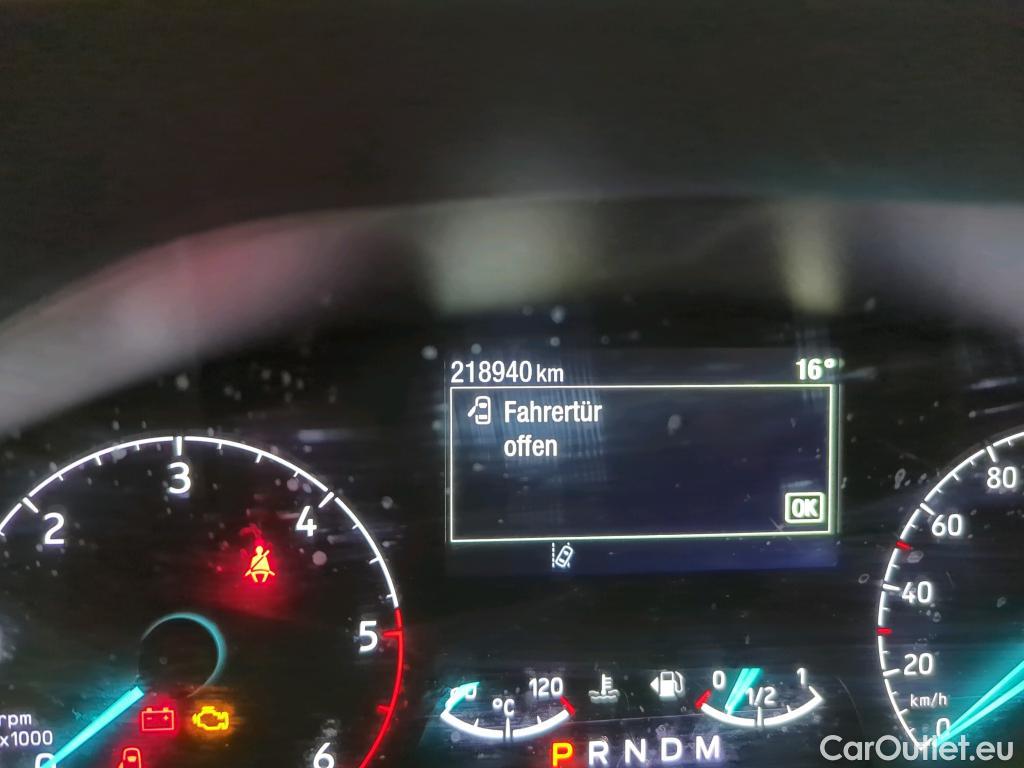 218940 km 16°
Fahrertür
offen
OK
2 3 4 5 6
rpm
x1000
0
120
°C
0 1/2 1
P R N D M
80
60
40
20
km/h
0
CarOutlet.eu